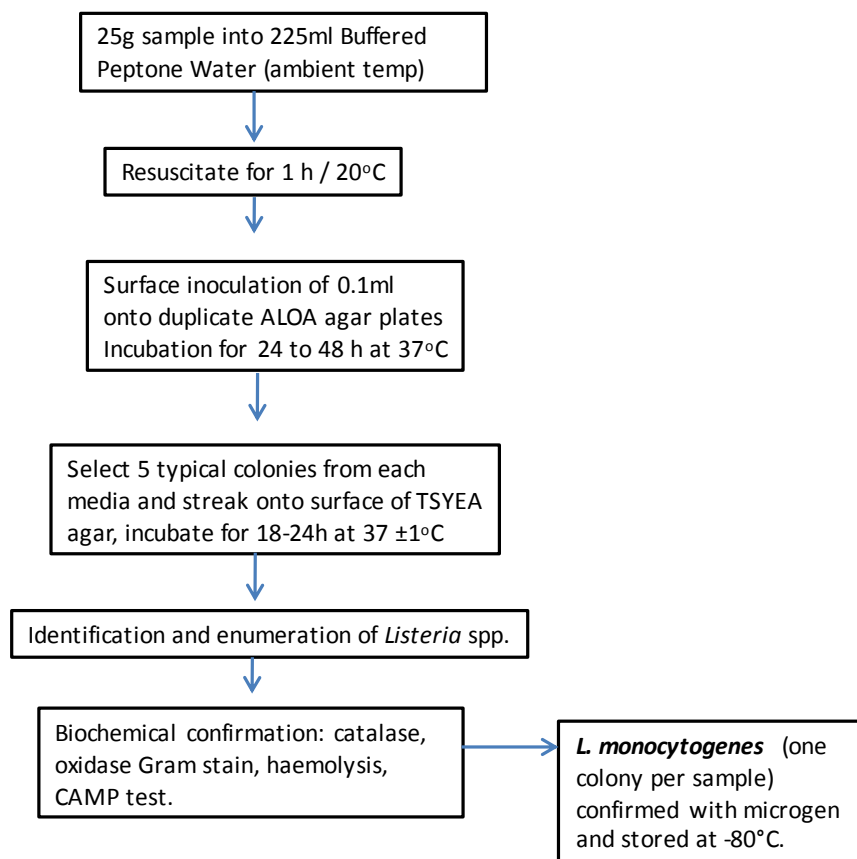 25g sample into 225ml Buffered
Peptone Water (ambient temp)
Resuscitate for 1 h / 20°C
Surface inoculation of 0.1ml
onto duplicate ALOA agar plates
Incubation for 24 to 48 h at 37°C
Select 5 typical colonies from each
media and streak onto surface of TSYEA
agar, incubate for 18-24h at 37 ±1°C
Identification and enumeration of Listeria spp.
Biochemical confirmation: catalase,
oxidase Gram stain, haemolysis,
CAMP test.
L. monocytogenes (one
colony per sample)
confirmed with microgen
and stored at -80°C.